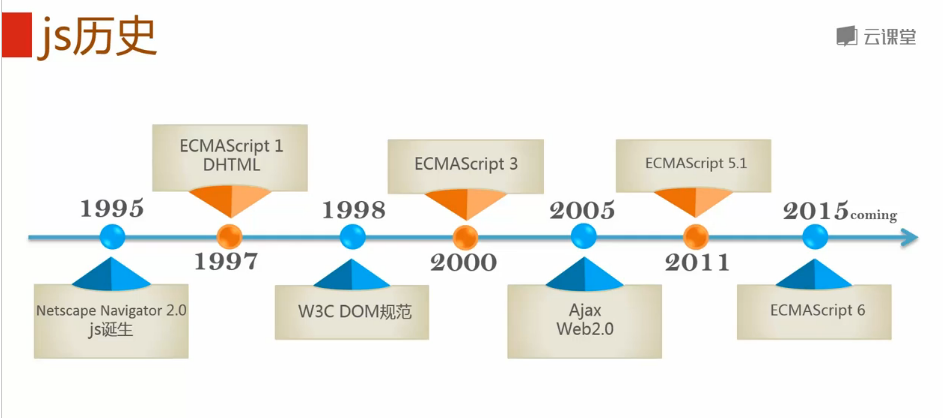 js历史
云课堂
ECMAScript 1
DHTML
ECMAScript 3
ECMAScript 5.1
1995
1998
2005
2015coming
1997
2000
2011
Netscape Navigator 2.0
js诞生
W3C DOM规范
Ajax
Web2.0
ECMAScript 6